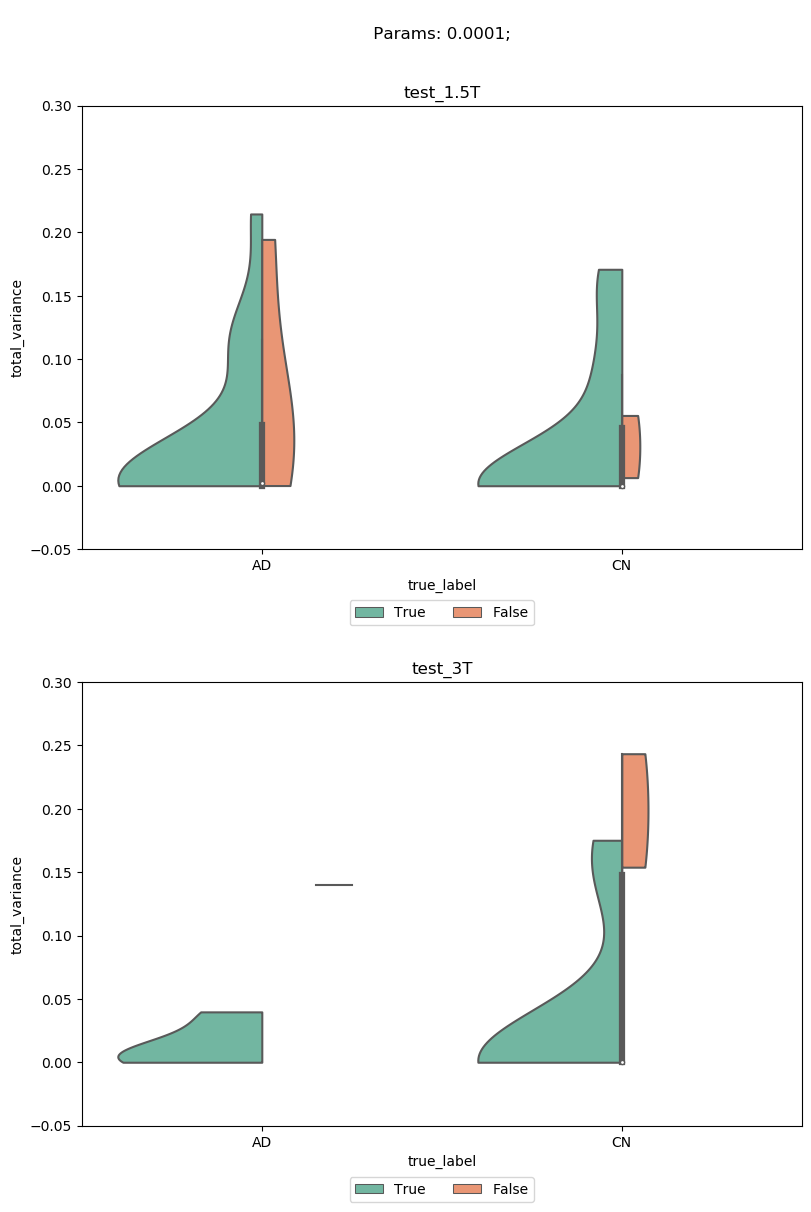 Params: 0.0001;
test_1.5T
0.30
0.25
0.20
0.15
0.10
0.05
0.00
−0.05
total_variance
AD CN
true_label
True False
test_3T
0.30
0.25
0.20
0.15
0.10
0.05
0.00
−0.05
total_variance
AD CN
true_label
True False